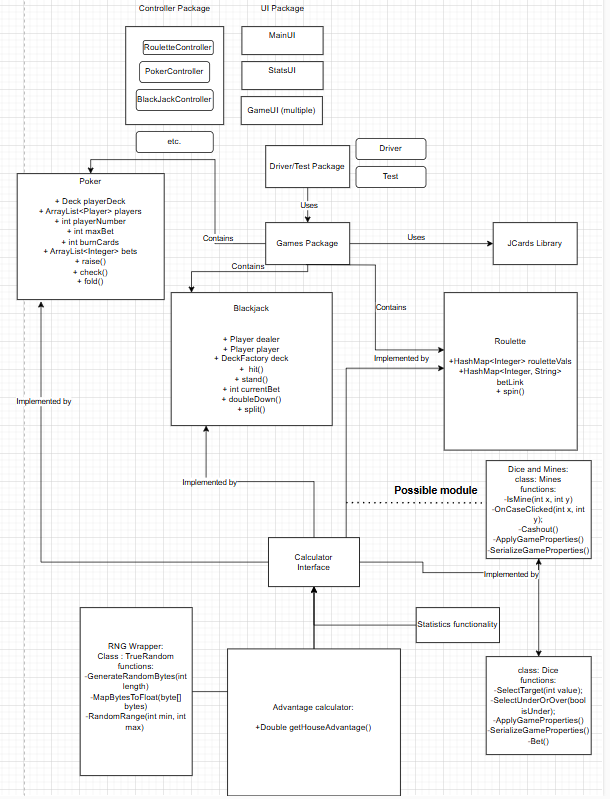 Controller Package
UI Package
RouletteController
PokerController
BlackJackController
etc.
MainUI
StatsUI
GameUI (multiple)
Driver/Test Package
Driver
Test
Uses
Poker
+ Deck playerDeck
+ ArrayList<Player> players
+ int playerNumber
+ int maxBet
+ int burnCards
+ ArrayList<Integer> bets
+ raise()
+ check()
+ fold()
Contains
Games Package
Uses
JCards Library
Contains
Contains
Blackjack
+ Player dealer
+ Player player
+ DeckFactory deck
+ hit()
+ stand()
+ int currentBet
+ doubleDown()
+ split()
Roulette
+HashMap<Integer> rouletteVals
+HashMap<Integer, String>
betLink
+ spin()
Implemented by
Implemented by
Implemented by
Possible module
Dice and Mines:
class: Mines
functions:
-IsMine(int x, int y)
-OnCaseClicked(int x, int
y);
-Cashout()
-ApplyGameProperties()
-SerializeGameProperties()
Calculator
Interface
Implemented by
Statistics functionality
RNG Wrapper:
Class : TrueRandom
functions:
-GenerateRandomBytes(int
length)
-MapBytesToFloat(byte[]
bytes)
-RandomRange(int min, int
max)
Advantage calculator:
+Double getHouseAdvantage()
class: Dice
functions:
-SelectTarget(int value);
-SelectUnderOrOver(bool
isUnder);
-ApplyGameProperties()
-SerializeGameProperties()
-Bet()